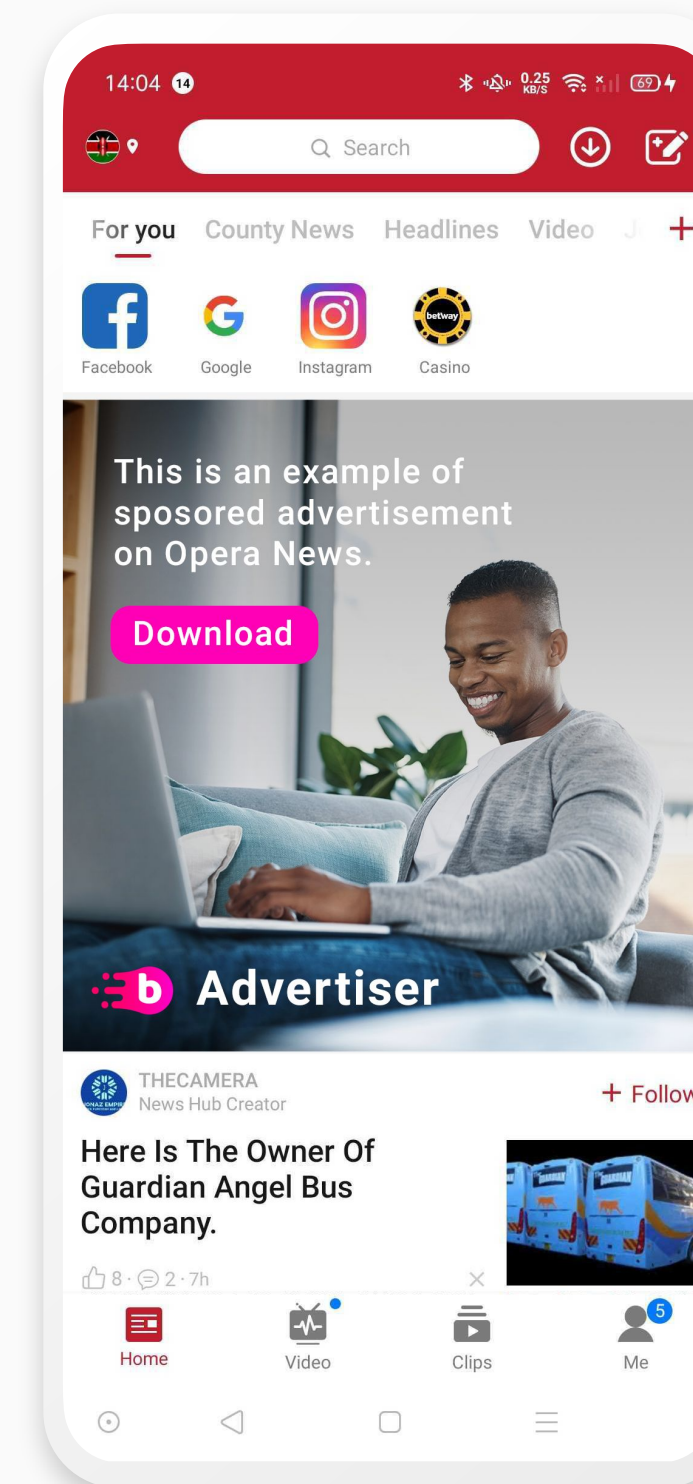 14:04 14 0.25 KB/S 69
Search
For you County News Headlines Video J
Facebook Google Instagram Casino
betway
This is an example of
sposored advertisement
on Opera News.
Download
b Advertiser
THECAMERA
News Hub Creator
+ Follow
Here Is The Owner Of
Guardian Angel Bus
Company.
GUARDIAN
8 · 2 · 7h
5
Home Video Clips Me